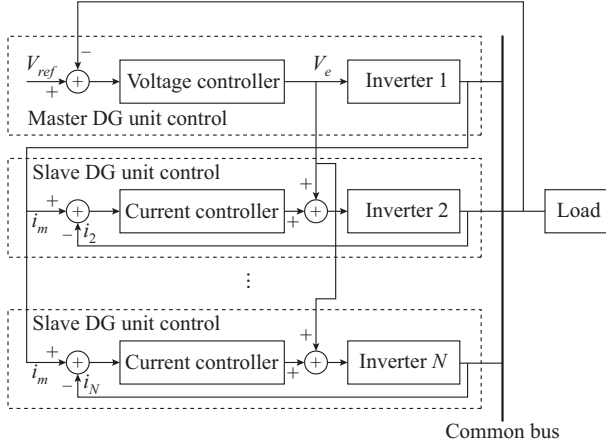 −
V_ref
+
+
Voltage controller
V_e
Inverter 1
Master DG unit control
Slave DG unit control
+
i_m
+
−
i_2
Current controller
+
+
+
Inverter 2
Load
⋮
Slave DG unit control
+
i_m
+
−
i_N
Current controller
+
+
+
Inverter N
Common bus